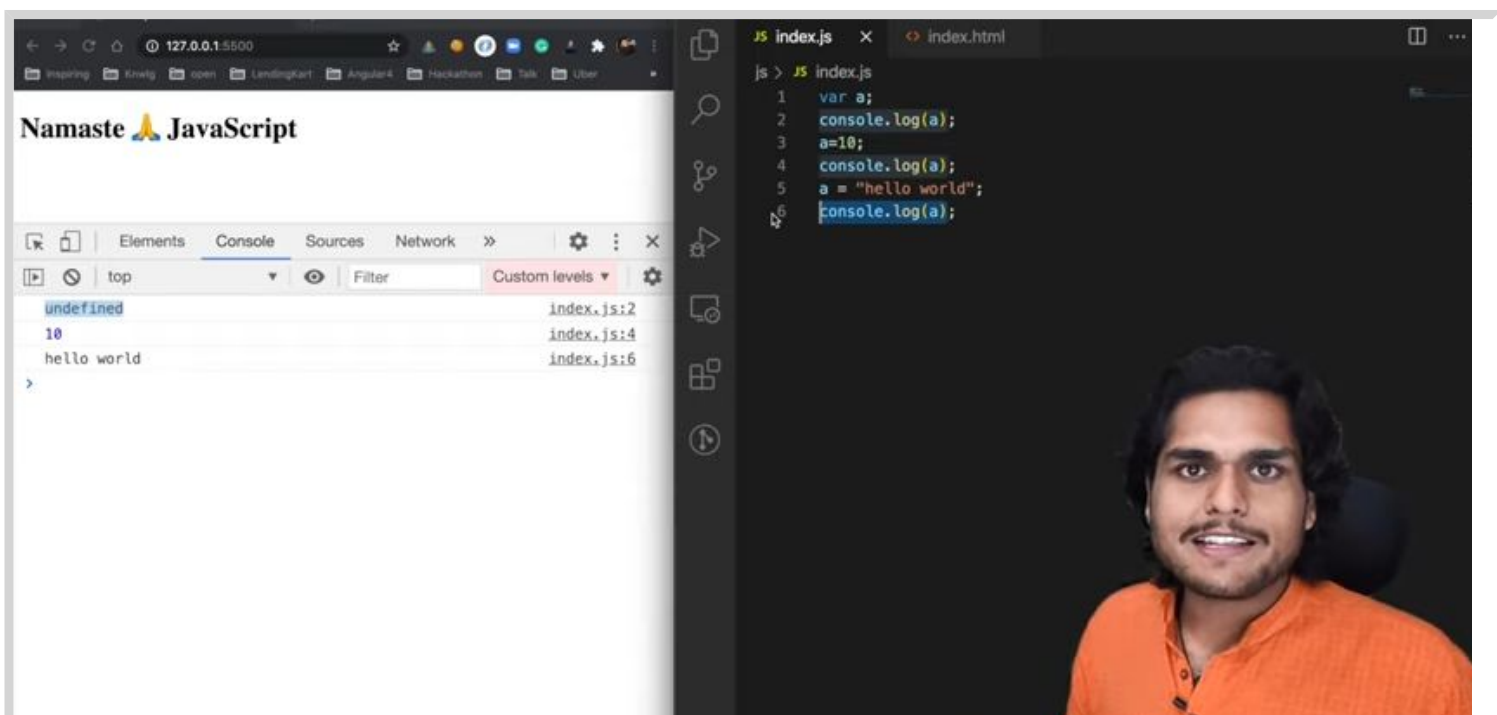 127.0.0.1:5500
Inspiring Knwlg open LendingKart Angular4 Hackathon Talk Uber
Namaste 🙏 JavaScript
Elements Console Sources Network »
top Filter Custom levels ▼
undefined index.js:2
10 index.js:4
hello world index.js:6
>
JS index.js × <> index.html
js > JS index.js
1 var a;
2 console.log(a);
3 a=10;
4 console.log(a);
5 a = "hello world";
6 console.log(a);